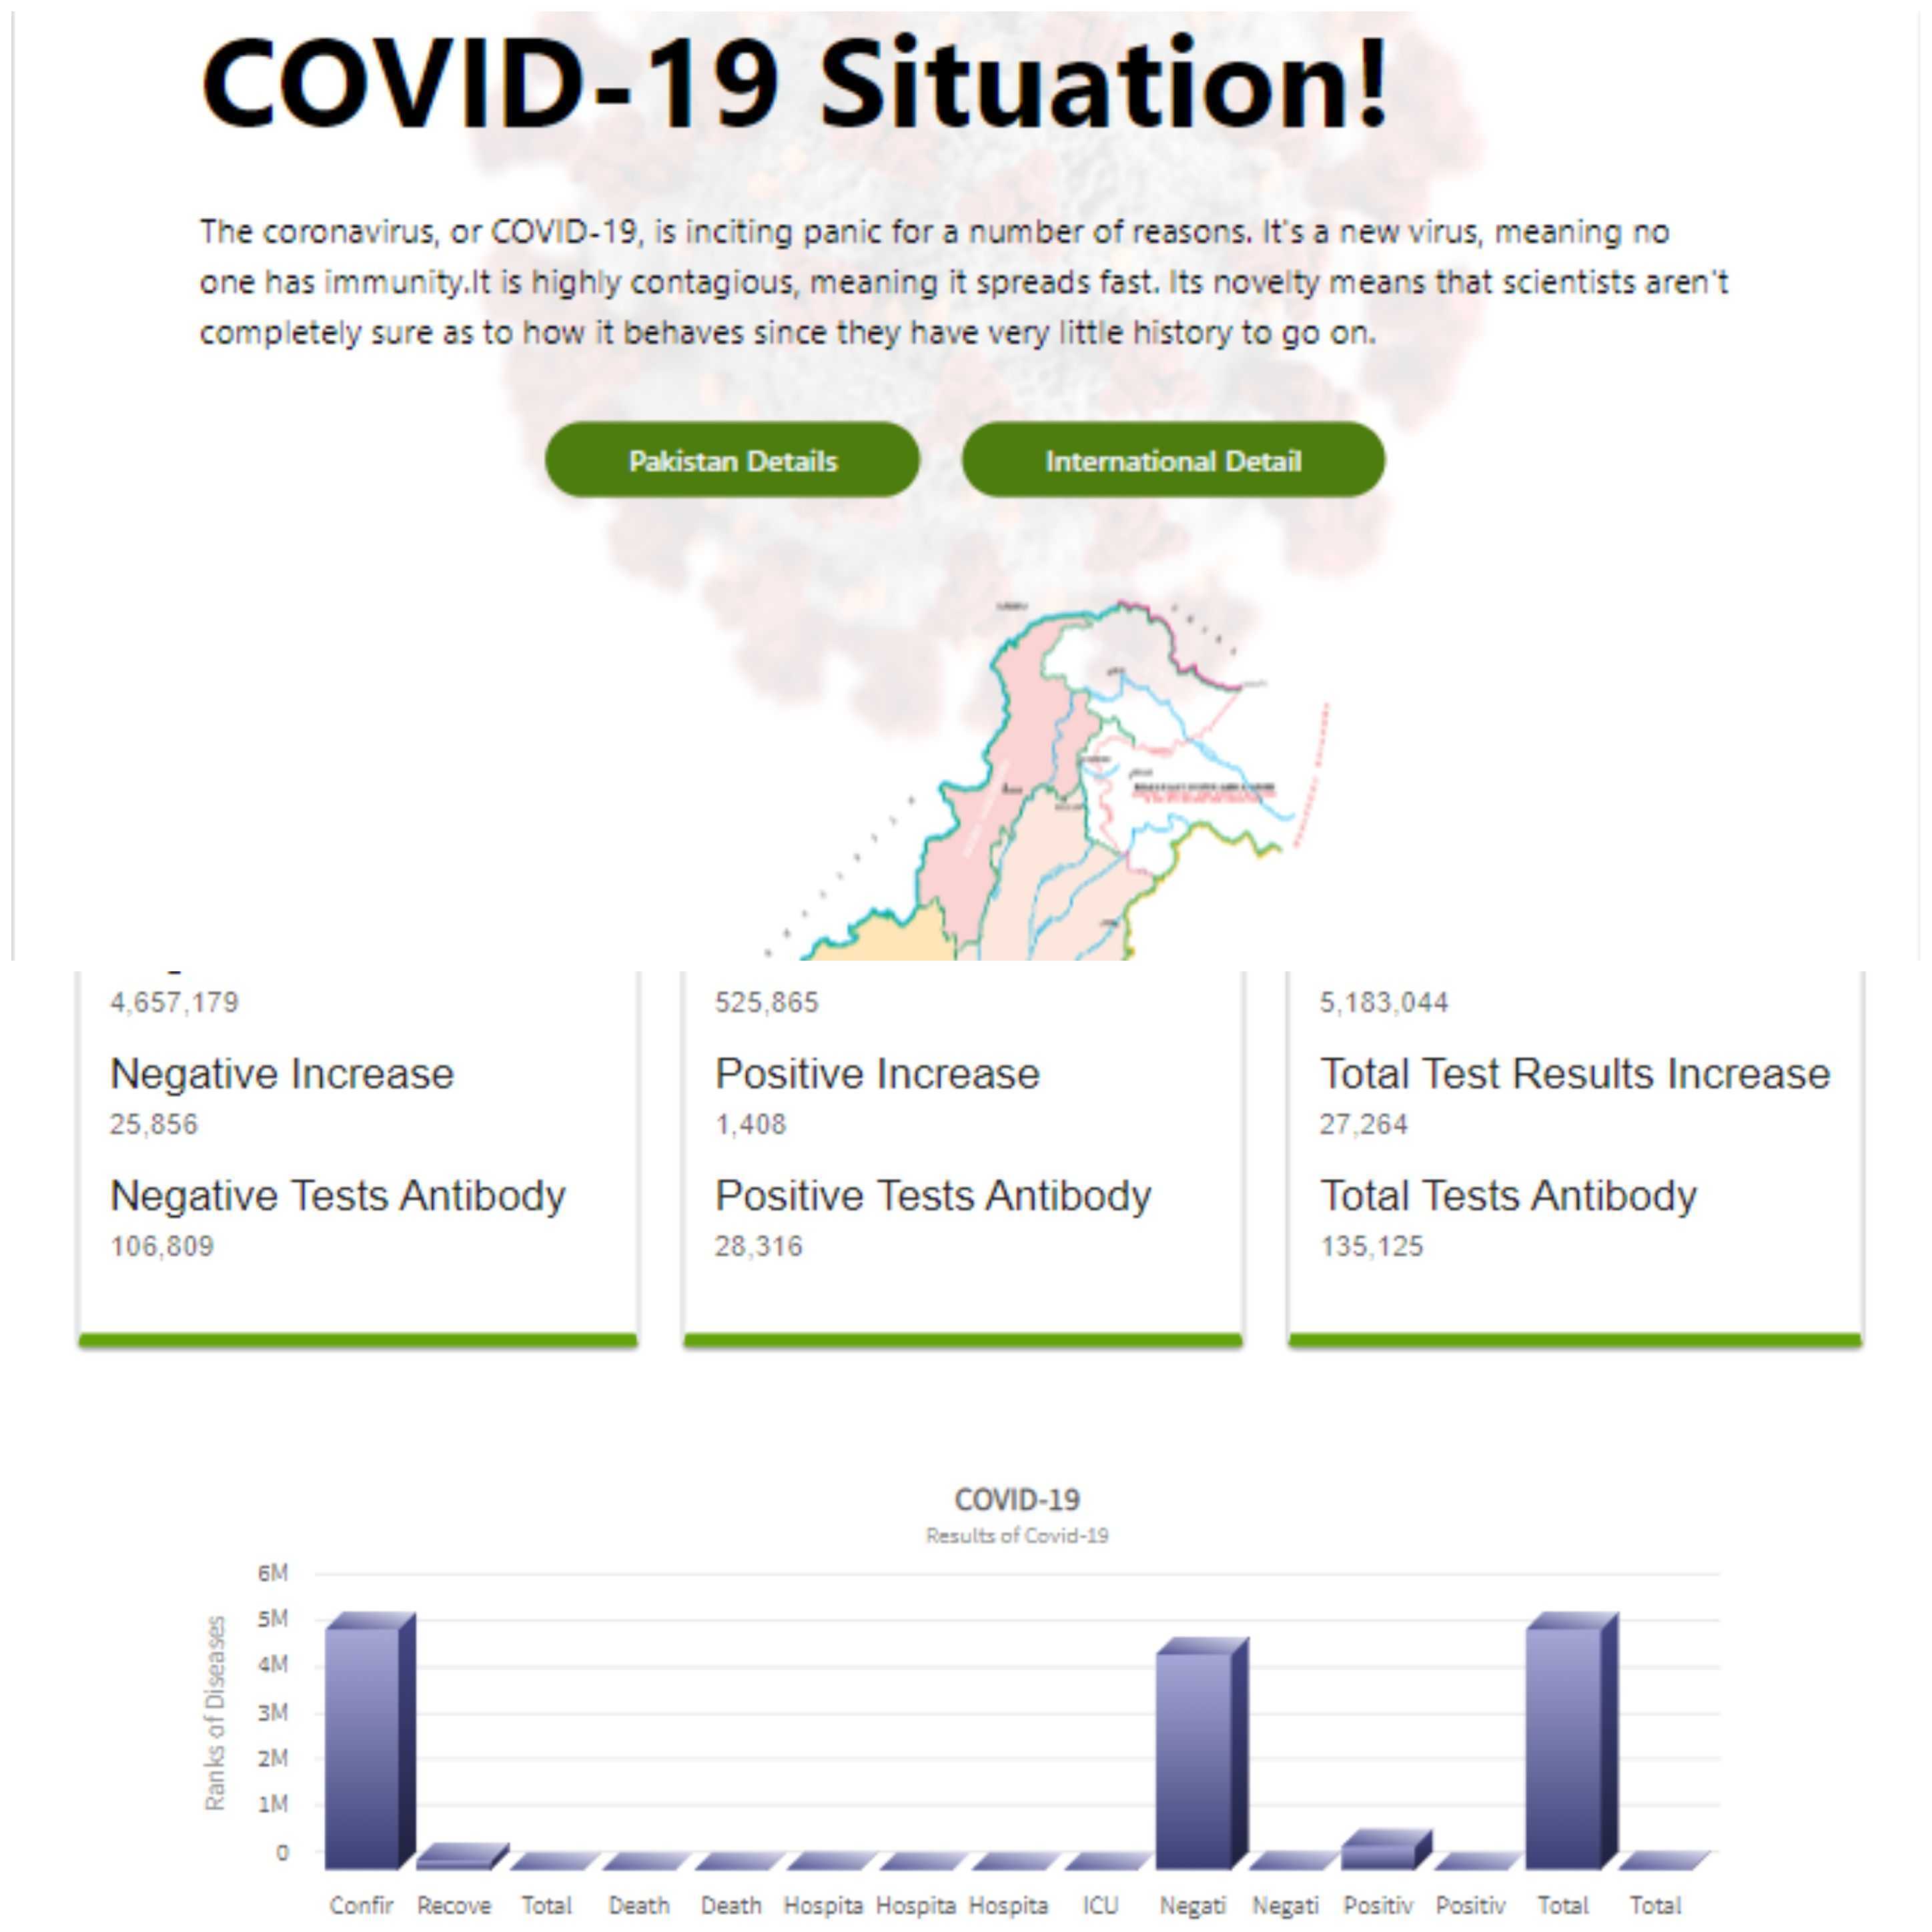 COVID-19 Situation!
The coronavirus, or COVID-19, is inciting panic for a number of reasons. It's a new virus, meaning no
one has immunity.It is highly contagious, meaning it spreads fast. Its novelty means that scientists aren't
completely sure as to how it behaves since they have very little history to go on.
Pakistan Details
International Detail
4,657,179
Negative Increase
25,856
Negative Tests Antibody
106,809
525,865
Positive Increase
1,408
Positive Tests Antibody
28,316
5,183,044
Total Test Results Increase
27,264
Total Tests Antibody
135,125
COVID-19
Results of Covid-19
Ranks of Diseases
6M
5M
4M
3M
2M
1M
0
Confir Recove Total Death Death Hospita Hospita Hospita ICU Negati Negati Positiv Positiv Total Total